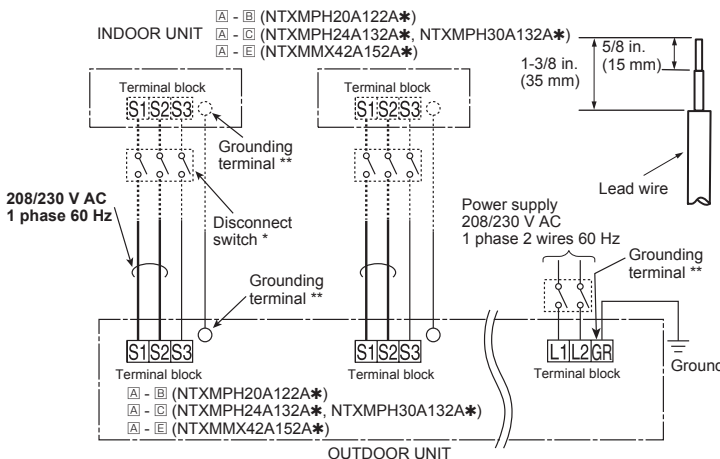 INDOOR UNIT
🄰 - 🄱 (NTXMPH20A122A✱)
🄰 - 🄲 (NTXMPH24A132A✱, NTXMPH30A132A✱)
🄰 - 🄴 (NTXMMX42A152A✱)
5/8 in.
(15 mm)
1-3/8 in.
(35 mm)
Lead wire
Terminal block
S1 S2 S3
Terminal block
S1 S2 S3
Grounding
terminal **
208/230 V AC
1 phase 60 Hz
Disconnect
switch *
Grounding
terminal **
Power supply
208/230 V AC
1 phase 2 wires 60 Hz
Grounding
terminal **
S1 S2 S3
Terminal block
S1 S2 S3
Terminal block
L1 L2 GR
Terminal block
Ground
🄰 - 🄱 (NTXMPH20A122A✱)
🄰 - 🄲 (NTXMPH24A132A✱, NTXMPH30A132A✱)
🄰 - 🄴 (NTXMMX42A152A✱)
OUTDOOR UNIT